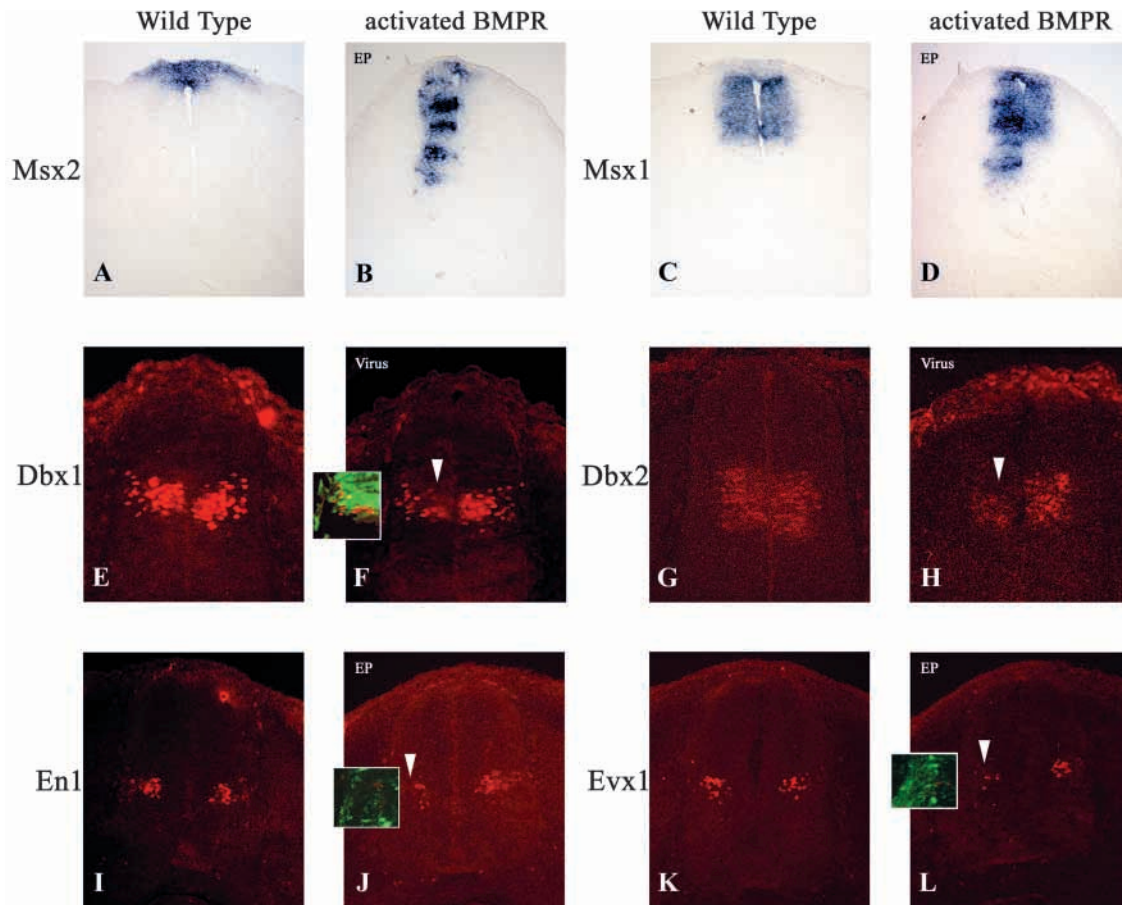 Wild Type
activated BMPR
Wild Type
activated BMPR
EP
EP
Msx2
Msx1
A
B
C
D
Virus
Virus
Dbx1
Dbx2
E
F
G
H
EP
EP
En1
Evx1
I
J
K
L